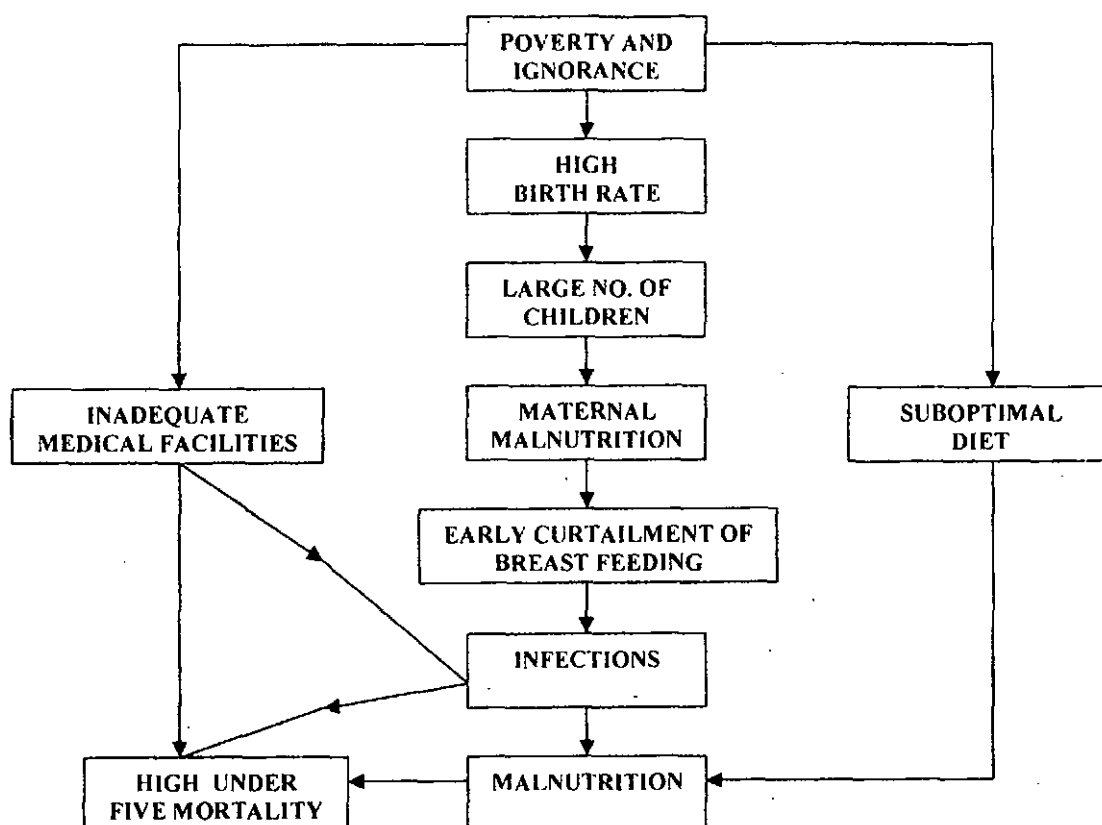 POVERTY AND
IGNORANCE
HIGH
BIRTH RATE
LARGE NO. OF
CHILDREN
INADEQUATE
MEDICAL FACILITIES
MATERNAL
MALNUTRITION
SUBOPTIMAL
DIET
EARLY CURTAILMENT OF
BREAST FEEDING
INFECTIONS
HIGH UNDER
FIVE MORTALITY
MALNUTRITION